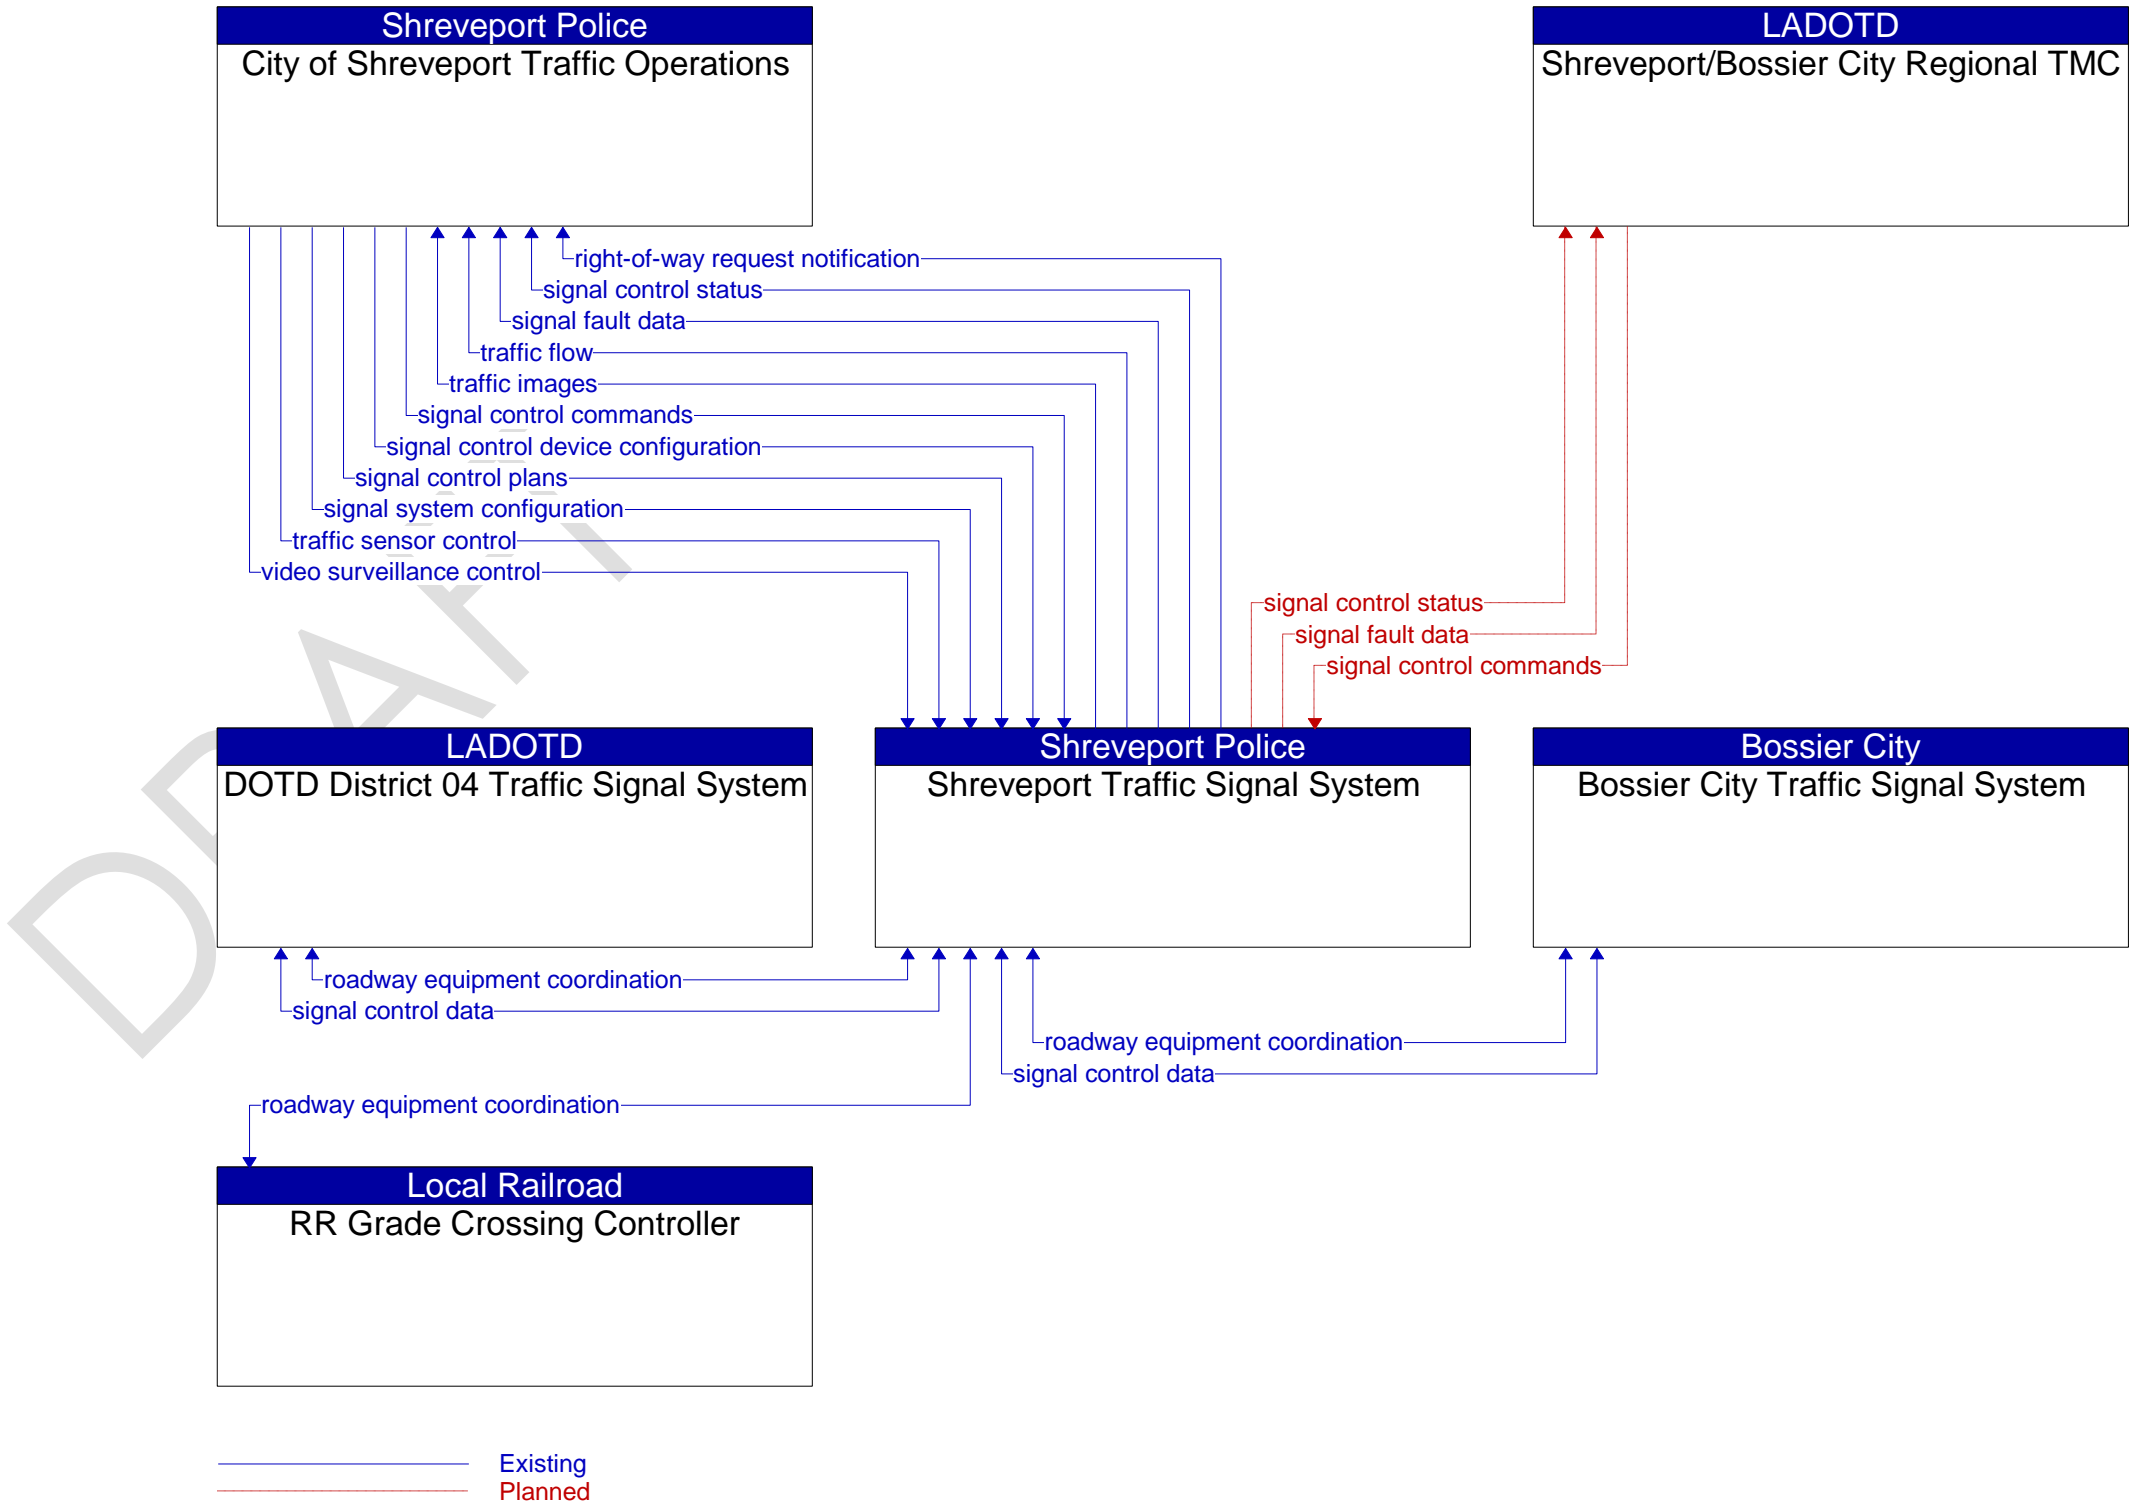 Shreveport Police
City of Shreveport Traffic Operations
LADOTD
Shreveport/Bossier City Regional TMC
right-of-way request notification
signal control status
signal fault data
traffic flow
traffic images
signal control commands
signal control device configuration
signal control plans
signal system configuration
traffic sensor control
video surveillance control
signal control status
signal fault data
signal control commands
DRAFT
LADOTD
DOTD District 04 Traffic Signal System
Shreveport Police
Shreveport Traffic Signal System
Bossier City
Bossier City Traffic Signal System
roadway equipment coordination
signal control data
roadway equipment coordination
signal control data
roadway equipment coordination
Local Railroad
RR Grade Crossing Controller
Existing
Planned